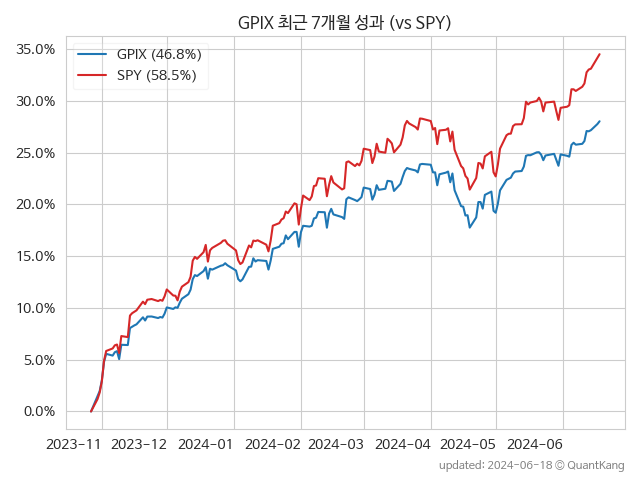 GPIX 최근 7개월 성과 (vs SPY)
GPIX (46.8%)
SPY (58.5%)
35.0%
30.0%
25.0%
20.0%
15.0%
10.0%
5.0%
0.0%
2023-11 2023-12 2024-01 2024-02 2024-03 2024-04 2024-05 2024-06
updated: 2024-06-18 © QuantKang